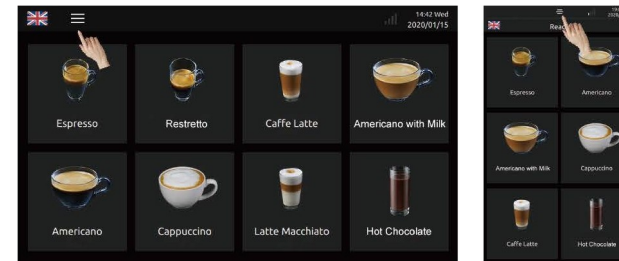 14:42 Wed
2020/01/15
Espresso
Restretto
Caffe Latte
Americano with Milk
Americano
Cappuccino
Latte Macchiato
Hot Chocolate
Espresso
Americano
Americano with Milk
Cappuccino
Caffe Latte
Hot Chocolate